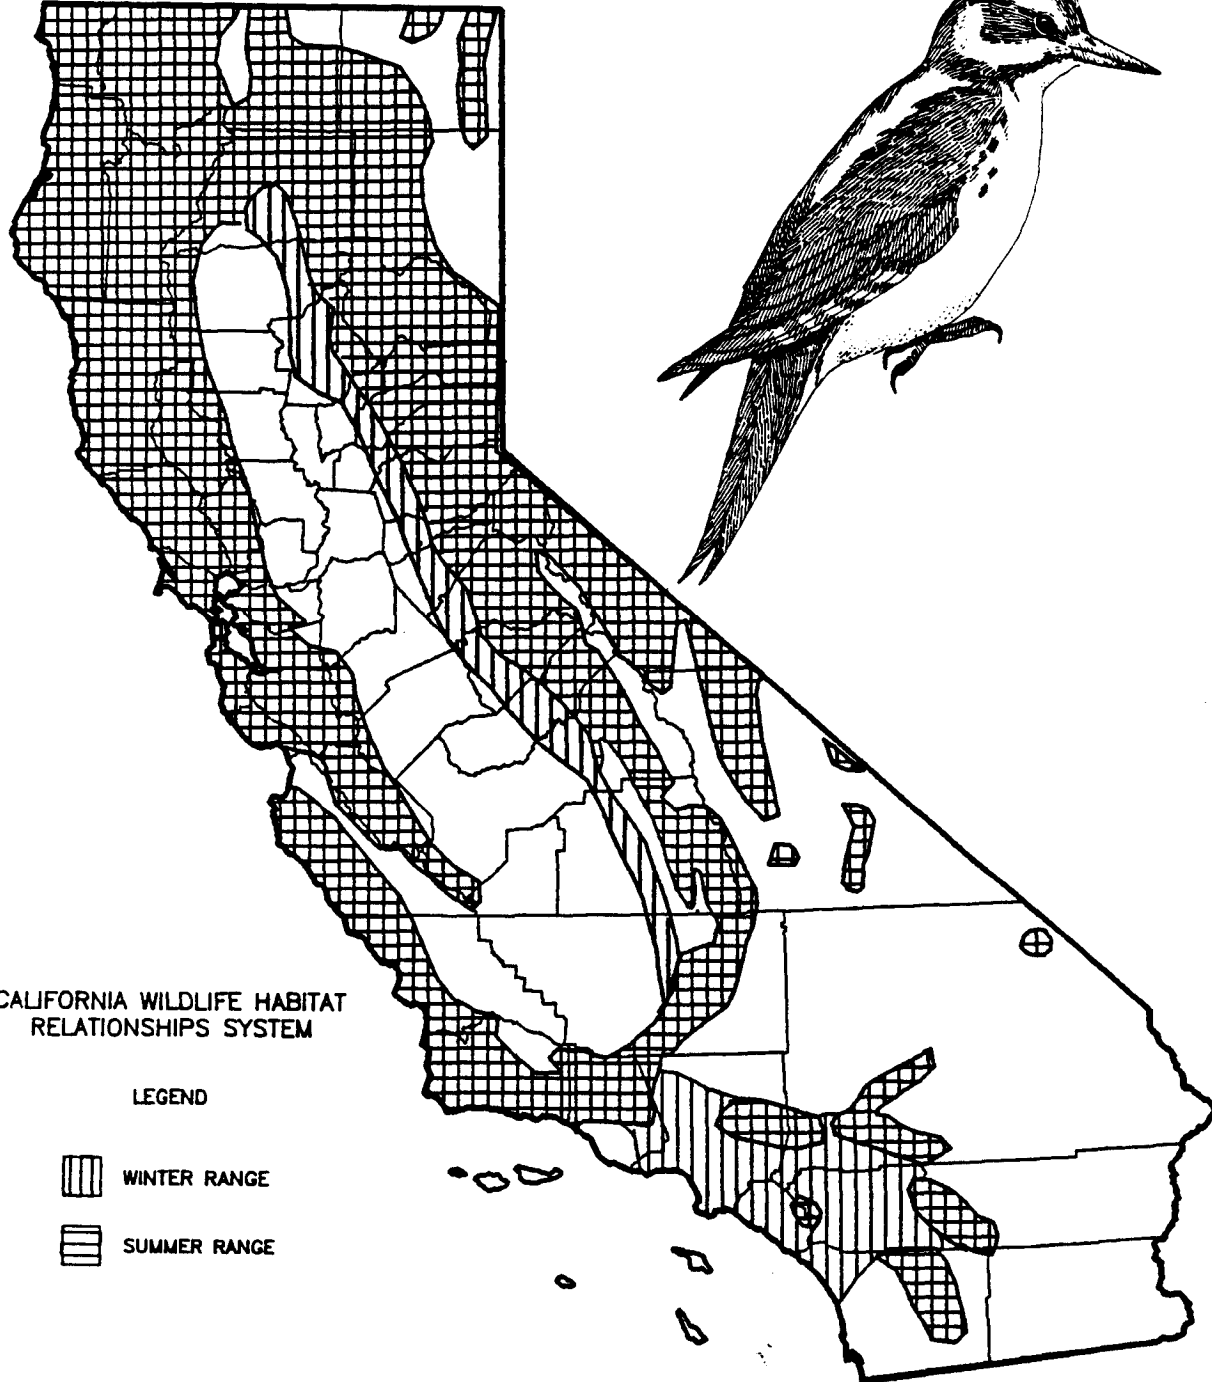 CALIFORNIA WILDLIFE HABITAT
RELATIONSHIPS SYSTEM
LEGEND
WINTER RANGE
SUMMER RANGE